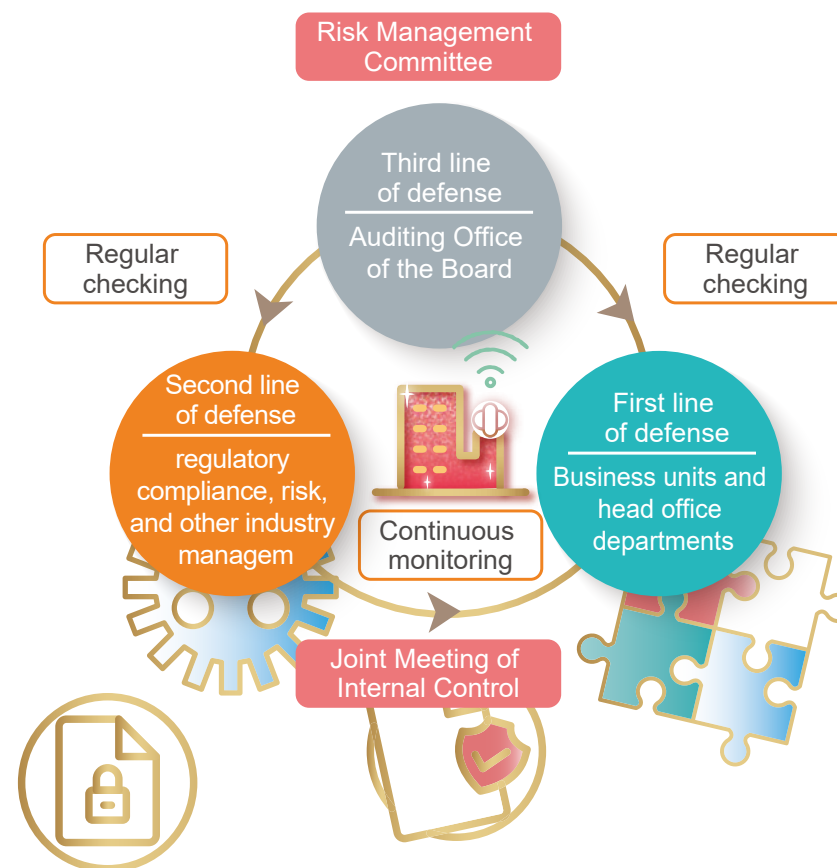 Risk Management
Committee
Third line
of defense
Auditing Office
of the Board
Regular
checking
Regular
checking
Second line
of defense
regulatory
compliance, risk,
and other industry
managem
First line
of defense
Business units and
head office
departments
Continuous
monitoring
Joint Meeting of
Internal Control